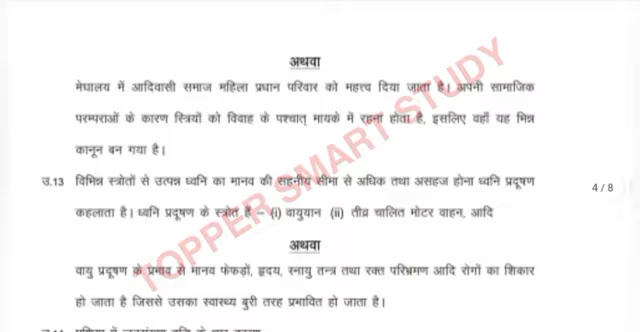 अथवा
मेघालय में आदिवासी समाज महिला प्रधान परिवार को महत्त्व दिया जाता है। अपनी सामाजिक
परम्पराओं के कारण स्त्रियों को विवाह के पश्चात् मायके में रहना होता है, इसलिए वहाँ यह भिन्न
कानून बन गया है।
उ.13 विभिन्न स्त्रोतों से उत्पन्न ध्वनि का मानव की सहनीय सीमा से अधिक तथा असहज होना ध्वनि प्रदूषण
कहलाता है। ध्वनि प्रदूषण के स्त्रोत हैं – (i) वायुयान (ii) तीव्र चालित मोटर वाहन, आदि
4 / 8
अथवा
वायु प्रदूषण के प्रभाव से मानव फेफड़ों, हृदय, स्नायु तन्त्र तथा रक्त परिभ्रमण आदि रोगों का शिकार
हो जाता है जिससे उसका स्वास्थ्य बुरी तरह प्रभावित हो जाता है।
TOPPER SMART STUDY